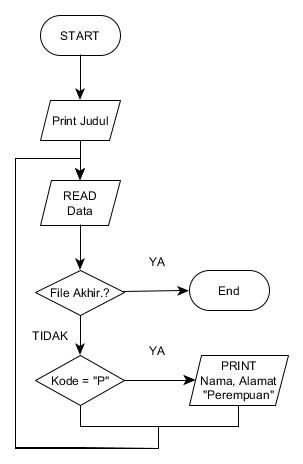 START
Print Judul
READ
Data
File Akhir.?
YA
End
TIDAK
Kode = "P"
YA
PRINT
Nama, Alamat
"Perempuan"